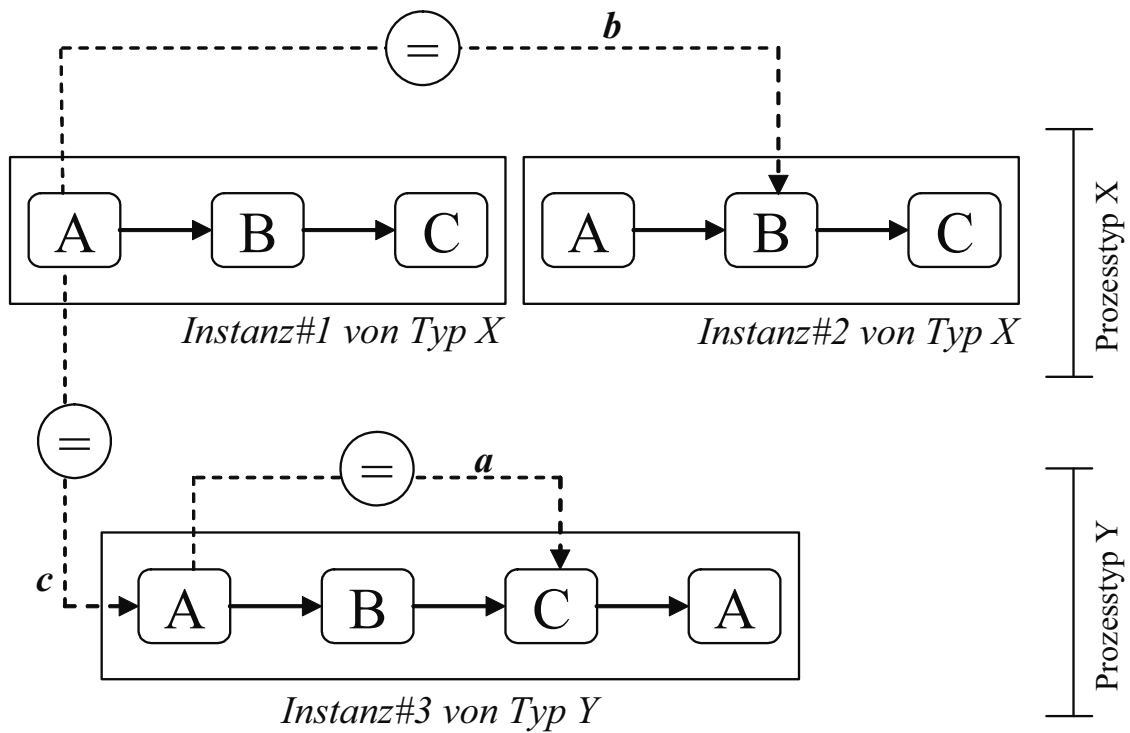 = b
A B C A B C
Instanz#1 von Typ X Instanz#2 von Typ X
Prozesstyp X
=
= a
c
A B C A
Instanz#3 von Typ Y
Prozesstyp Y